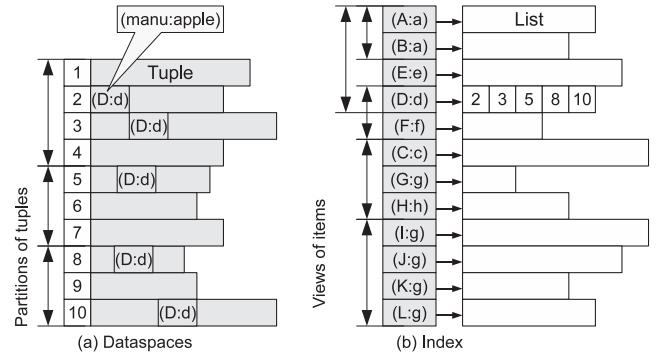 (manu:apple)
1 Tuple
2 (D:d)
3 (D:d)
4
5 (D:d)
6
7
8 (D:d)
9
10 (D:d)
Partitions of tuples
(a) Dataspaces
(A:a) List
(B:a)
(E:e)
(D:d) 2 3 5 8 10
(F:f)
(C:c)
(G:g)
(H:h)
(I:g)
(J:g)
(K:g)
(L:g)
Views of items
(b) Index